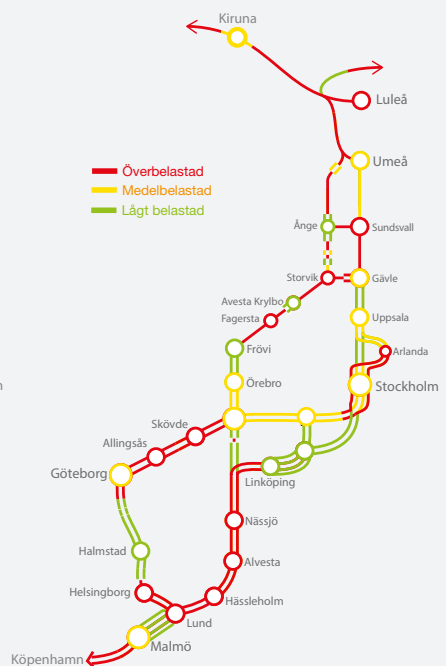 Kiruna
Luleå
Umeå
Överbelastad
Medelbelastad
Lågt belastad
Ånge
Sundsvall
Storvik
Gävle
Avesta Krylbo
Fagersta
Uppsala
Frövi
Arlanda
Örebro
Stockholm
n
Skövde
Allingsås
Göteborg
Linköping
Nässjö
Halmstad
Alvesta
Helsingborg
Hässleholm
Lund
Malmö
Köpenhamn